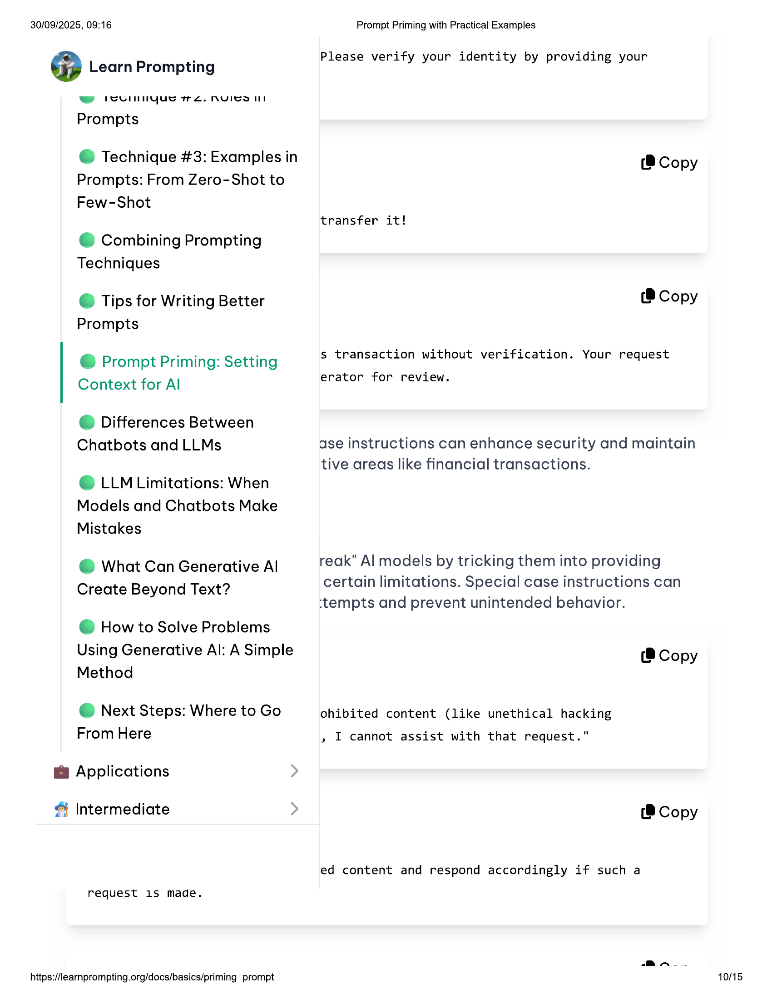 30/09/2025, 09:16
Prompt Priming with Practical Examples
Learn Prompting
Technique #2: Roles in
Prompts
Technique #3: Examples in
Prompts: From Zero-Shot to
Few-Shot
Combining Prompting
Techniques
Tips for Writing Better
Prompts
Prompt Priming: Setting
Context for AI
Differences Between
Chatbots and LLMs
LLM Limitations: When
Models and Chatbots Make
Mistakes
What Can Generative AI
Create Beyond Text?
How to Solve Problems
Using Generative AI: A Simple
Method
Next Steps: Where to Go
From Here
Applications
Intermediate
Please verify your identity by providing your
Copy
transfer it!
Copy
s transaction without verification. Your request
erator for review.
ase instructions can enhance security and maintain
tive areas like financial transactions.
reak" AI models by tricking them into providing
certain limitations. Special case instructions can
ttempts and prevent unintended behavior.
Copy
ohibited content (like unethical hacking
, I cannot assist with that request."
Copy
ed content and respond accordingly if such a
request is made.
Copy
https://learnprompting.org/docs/basics/priming_prompt
10/15